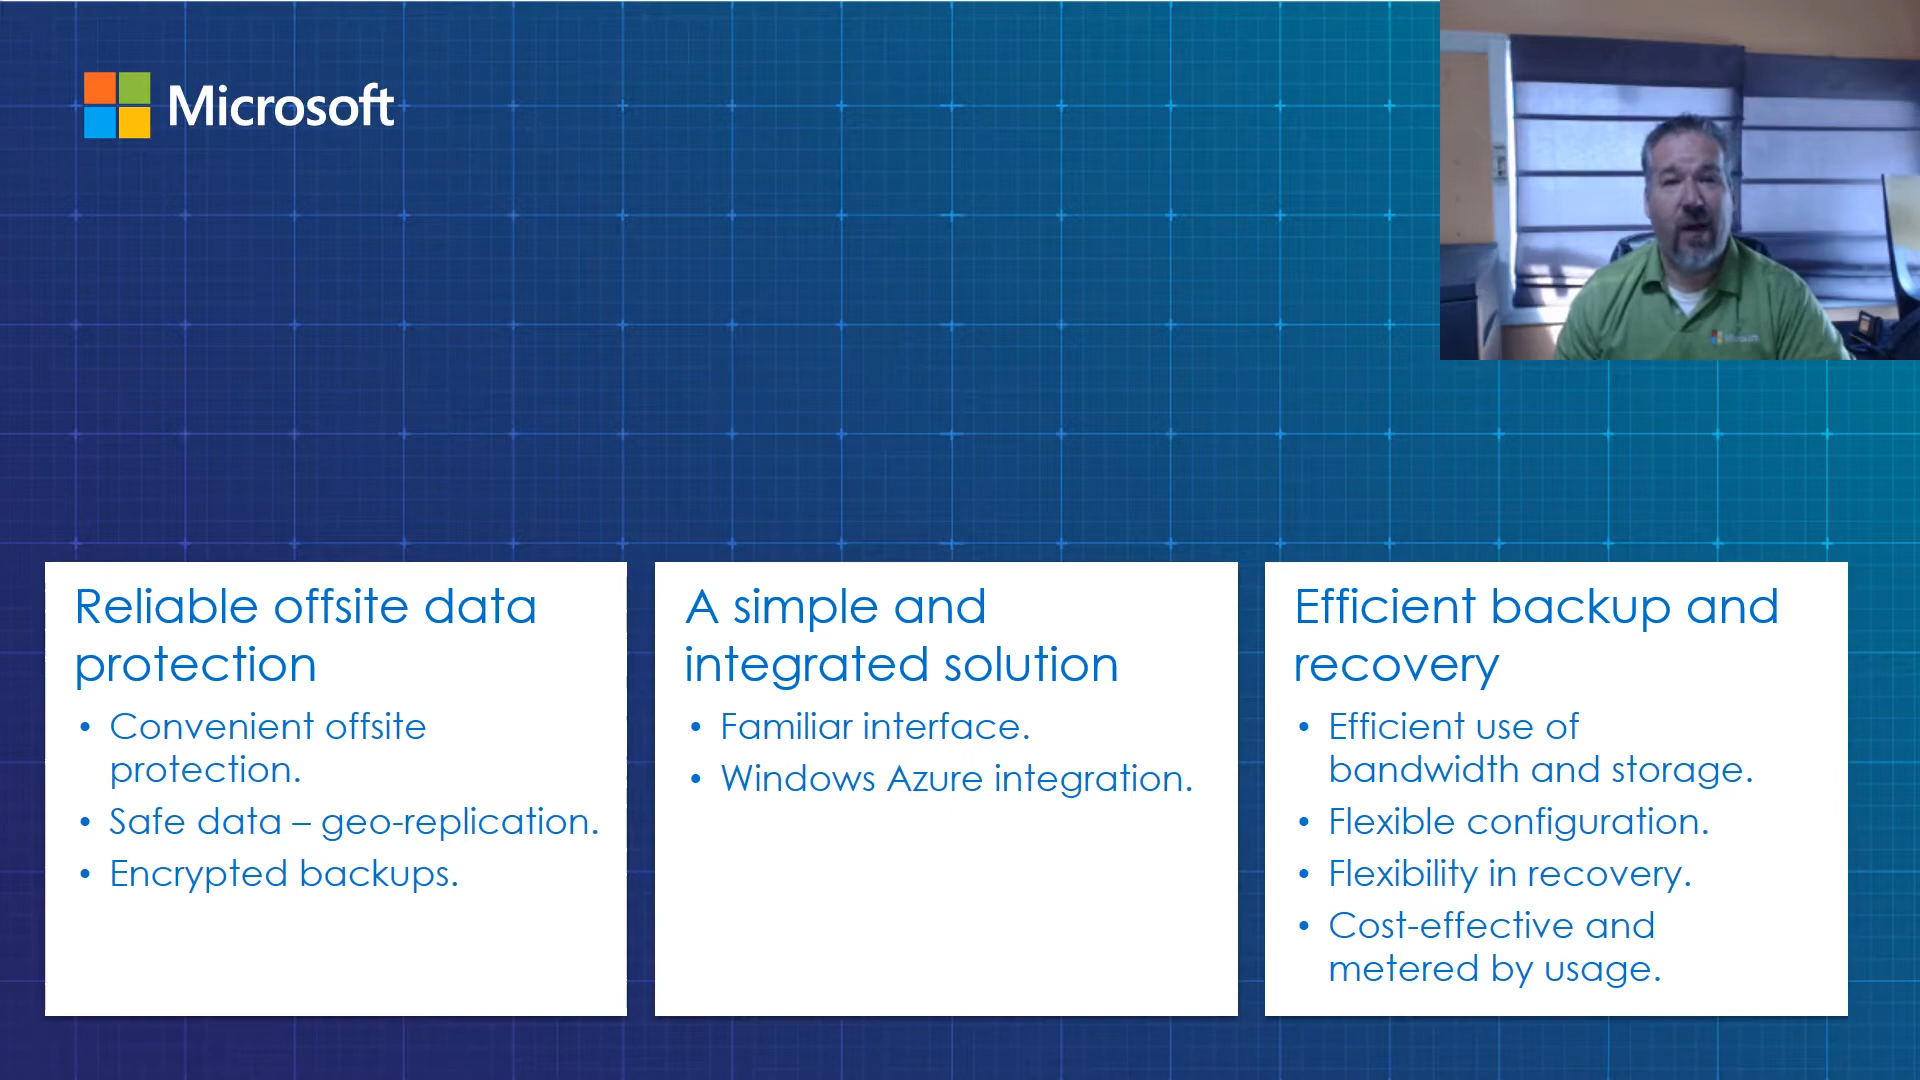 Microsoft
Reliable offsite data
protection
• Convenient offsite
protection.
• Safe data – geo-replication.
• Encrypted backups.
A simple and
integrated solution
• Familiar interface.
• Windows Azure integration.
Efficient backup and
recovery
• Efficient use of
bandwidth and storage.
• Flexible configuration.
• Flexibility in recovery.
• Cost-effective and
metered by usage.